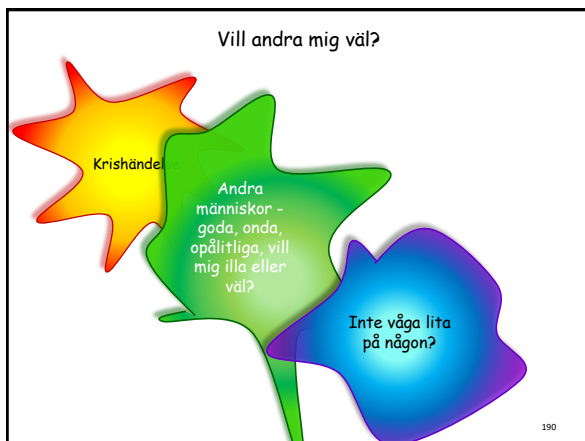 Vill andra mig väl?
Krishändelse
Andra
människor -
goda, onda,
opålitliga, vill
mig illa eller
väl?
Inte våga lita
på någon?
190